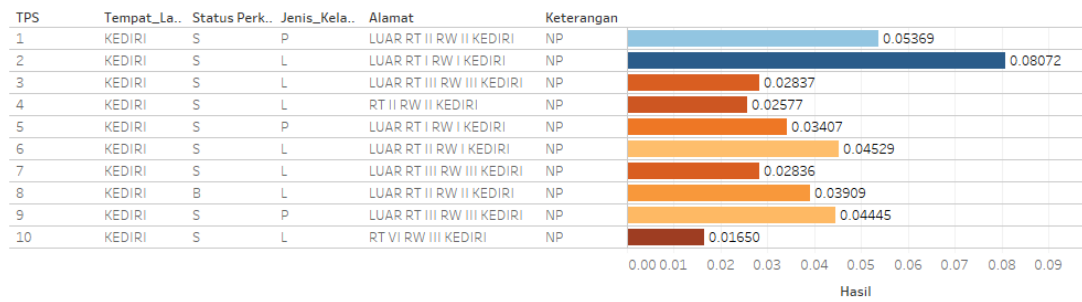 TPS Tempat_La.. Status Perk.. Jenis_Kela.. Alamat Keterangan
1 KEDIRI S P LUAR RT II RW II KEDIRI NP 0.05369
2 KEDIRI S L LUAR RT I RW I KEDIRI NP 0.08072
3 KEDIRI S L LUAR RT III RW III KEDIRI NP 0.02837
4 KEDIRI S L RT II RW II KEDIRI NP 0.02577
5 KEDIRI S P LUAR RT I RW I KEDIRI NP 0.03407
6 KEDIRI S L LUAR RT II RW I KEDIRI NP 0.04529
7 KEDIRI S L LUAR RT III RW III KEDIRI NP 0.02836
8 KEDIRI B L LUAR RT II RW II KEDIRI NP 0.03909
9 KEDIRI S P LUAR RT III RW III KEDIRI NP 0.04445
10 KEDIRI S L RT VI RW III KEDIRI NP 0.01650
0.00 0.01 0.02 0.03 0.04 0.05 0.06 0.07 0.08 0.09
Hasil